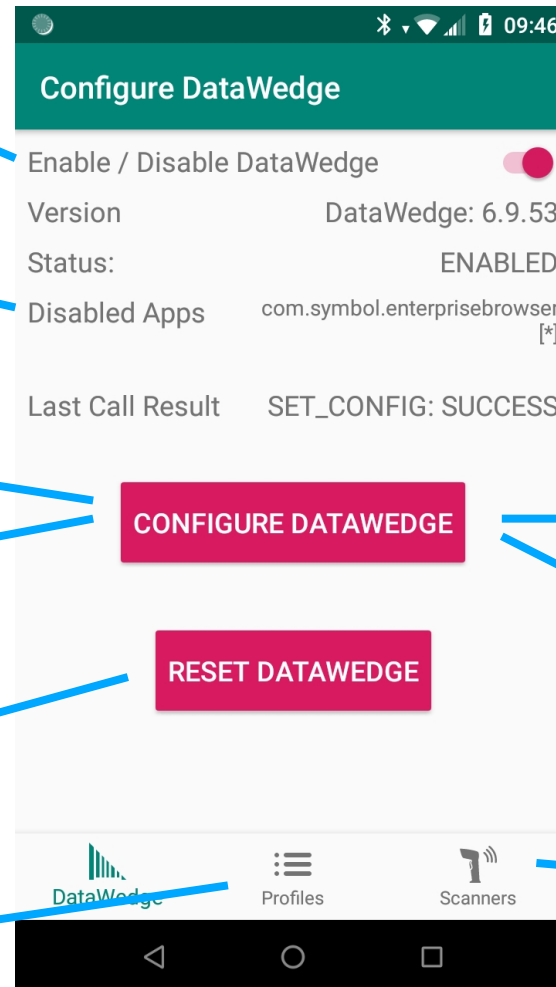 09:46
Configure DataWedge
Enable / Disable DataWedge
Version DataWedge: 6.9.53
Status: ENABLED
Disabled Apps com.symbol.enterprisebrowser
[*]
Last Call Result SET_CONFIG: SUCCESS
CONFIGURE DATAWEDGE
RESET DATAWEDGE
DataWedge Profiles Scanners